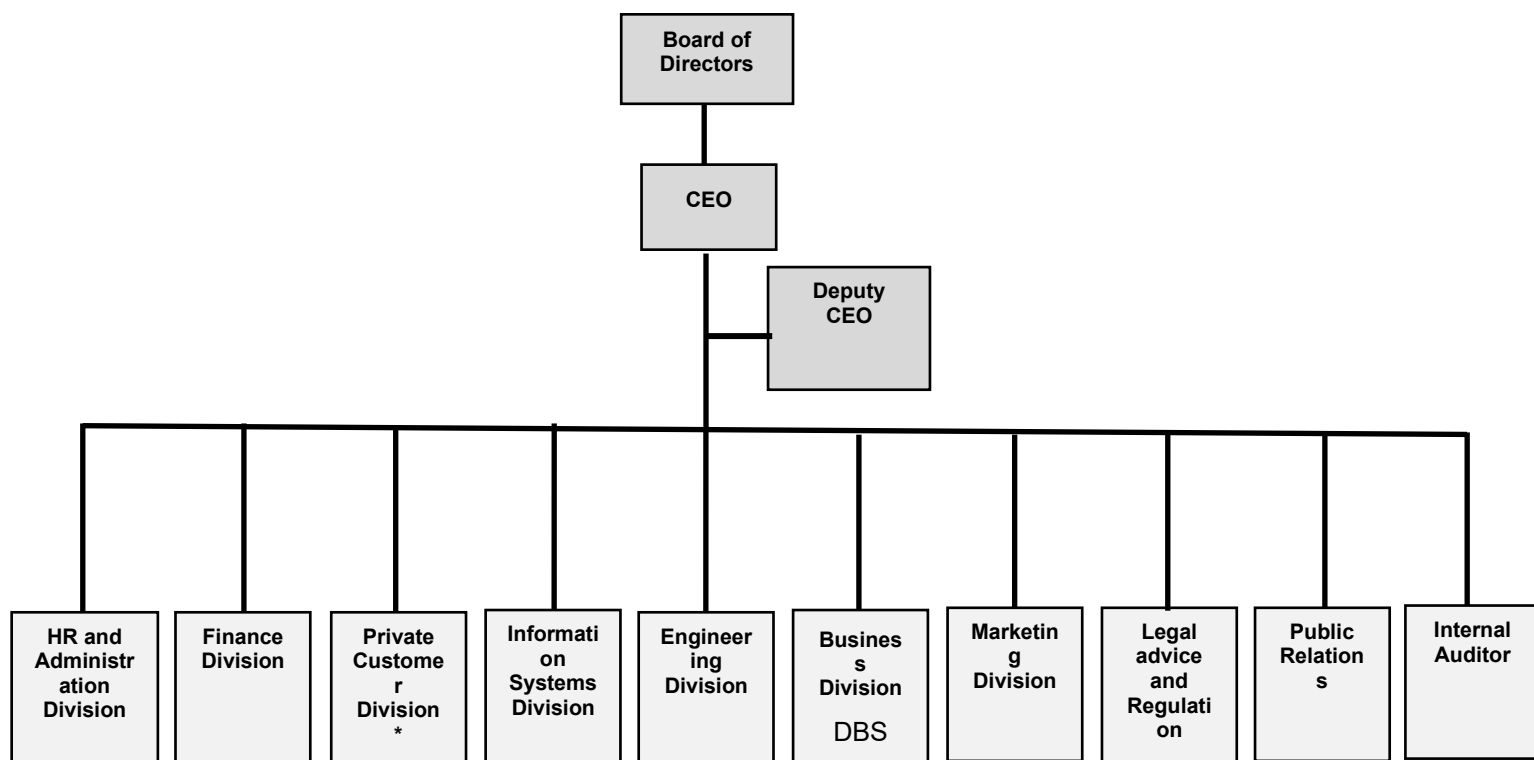 Board of
Directors
CEO
Deputy
CEO
HR and
Administr
ation
Division
Finance
Division
Private
Custome
r
Division
*
Informati
on
Systems
Division
Engineer
ing
Division
Busines
s
Division
DBS
Marketin
g
Division
Legal
advice
and
Regulati
on
Public
Relation
s
Internal
Auditor